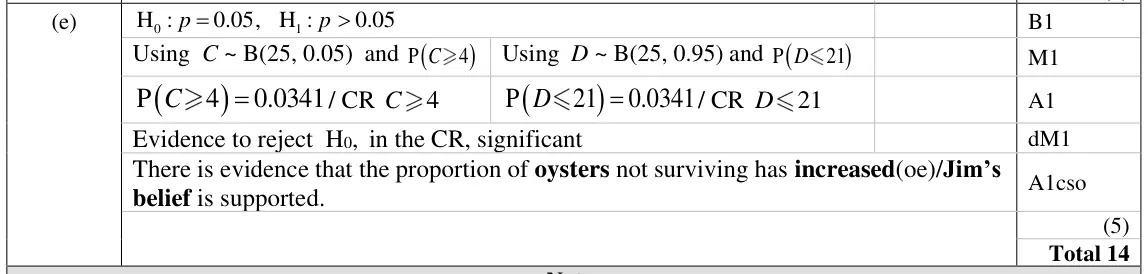 (e) H₀ : p = 0.05, H₁ : p > 0.05 B1
Using C ~ B(25, 0.05) and P(C⩾4) Using D ~ B(25, 0.95) and P(D⩽21) M1
P(C⩾4) = 0.0341 / CR C⩾4 P(D⩽21) = 0.0341 / CR D⩽21 A1
Evidence to reject H₀, in the CR, significant dM1
There is evidence that the proportion of oysters not surviving has increased(oe)/Jim's
belief is supported. A1cso
(5)
Total 14